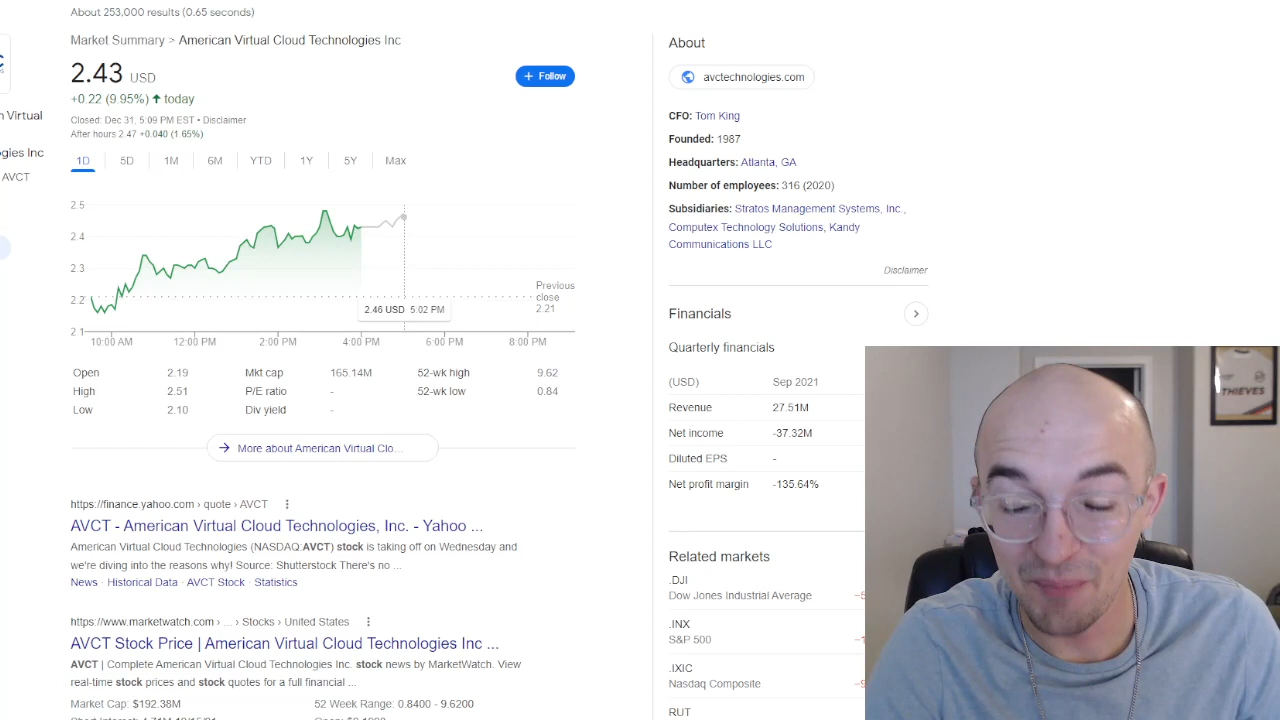 About 253,000 results (0.65 seconds)
Market Summary > American Virtual Cloud Technologies Inc
2.43 USD
+ Follow
+0.22 (9.95%) ↑ today
Closed: Dec 31, 5:09 PM EST • Disclaimer
After hours 2.47 +0.040 (1.65%)
1D 5D 1M 6M YTD 1Y 5Y Max
2.5
2.4
2.3
2.2
2.1
Previous
close
2.21
2.46 USD 5:02 PM
10:00 AM 12:00 PM 2:00 PM 4:00 PM 6:00 PM 8:00 PM
Open 2.19 Mkt cap 165.14M 52-wk high 9.62
High 2.51 P/E ratio - 52-wk low 0.84
Low 2.10 Div yield -
→ More about American Virtual Clo...
https://finance.yahoo.com › quote › AVCT
AVCT - American Virtual Cloud Technologies, Inc. - Yahoo ...
American Virtual Cloud Technologies (NASDAQ:AVCT) stock is taking off on Wednesday and
we're diving into the reasons why! Source: Shutterstock There's no ...
News · Historical Data · AVCT Stock · Statistics
https://www.marketwatch.com › ... › Stocks › United States
AVCT Stock Price | American Virtual Cloud Technologies Inc ...
AVCT | Complete American Virtual Cloud Technologies Inc. stock news by MarketWatch. View
real-time stock prices and stock quotes for a full financial ...
Market Cap: $192.38M 52 Week Range: 0.8400 - 9.6200
n Virtual
gies Inc
AVCT
About
avctechnologies.com
CFO: Tom King
Founded: 1987
Headquarters: Atlanta, GA
Number of employees: 316 (2020)
Subsidiaries: Stratos Management Systems, Inc.,
Computex Technology Solutions, Kandy
Communications LLC
Disclaimer
Financials
Quarterly financials
(USD) Sep 2021
Revenue 27.51M
Net income -37.32M
Diluted EPS -
Net profit margin -135.64%
Related markets
.DJI
Dow Jones Industrial Average
.INX
S&P 500
.IXIC
Nasdaq Composite
RUT
THIEVES